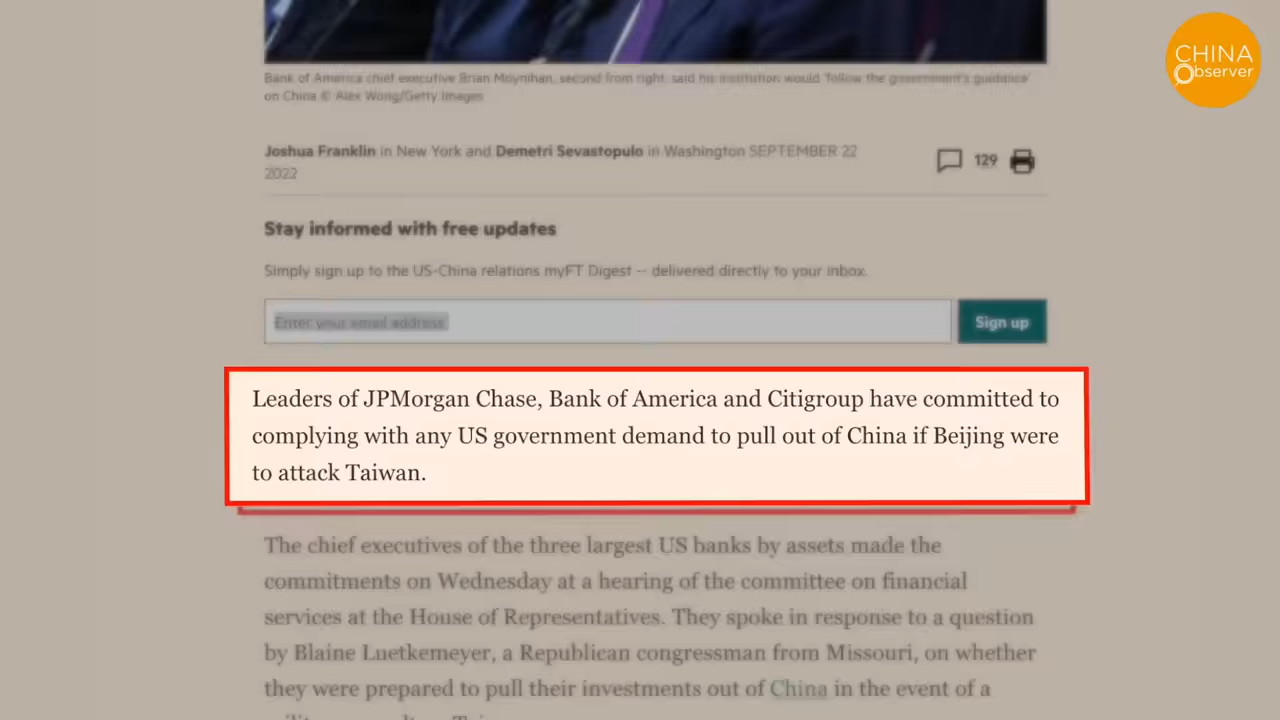 CHINA
Observer
Bank of America chief executive Brian Moynihan, second from right, said his institution would 'follow the government's guidance'
on China © Alex Wong/Getty Images
Joshua Franklin in New York and Demetri Sevastopulo in Washington SEPTEMBER 22
2022
129
Stay informed with free updates
Simply sign up to the US-China relations myFT Digest -- delivered directly to your inbox.
Enter your email address
Sign up
Leaders of JPMorgan Chase, Bank of America and Citigroup have committed to
complying with any US government demand to pull out of China if Beijing were
to attack Taiwan.
The chief executives of the three largest US banks by assets made the
commitments on Wednesday at a hearing of the committee on financial
services at the House of Representatives. They spoke in response to a question
by Blaine Luetkemeyer, a Republican congressman from Missouri, on whether
they were prepared to pull their investments out of China in the event of a